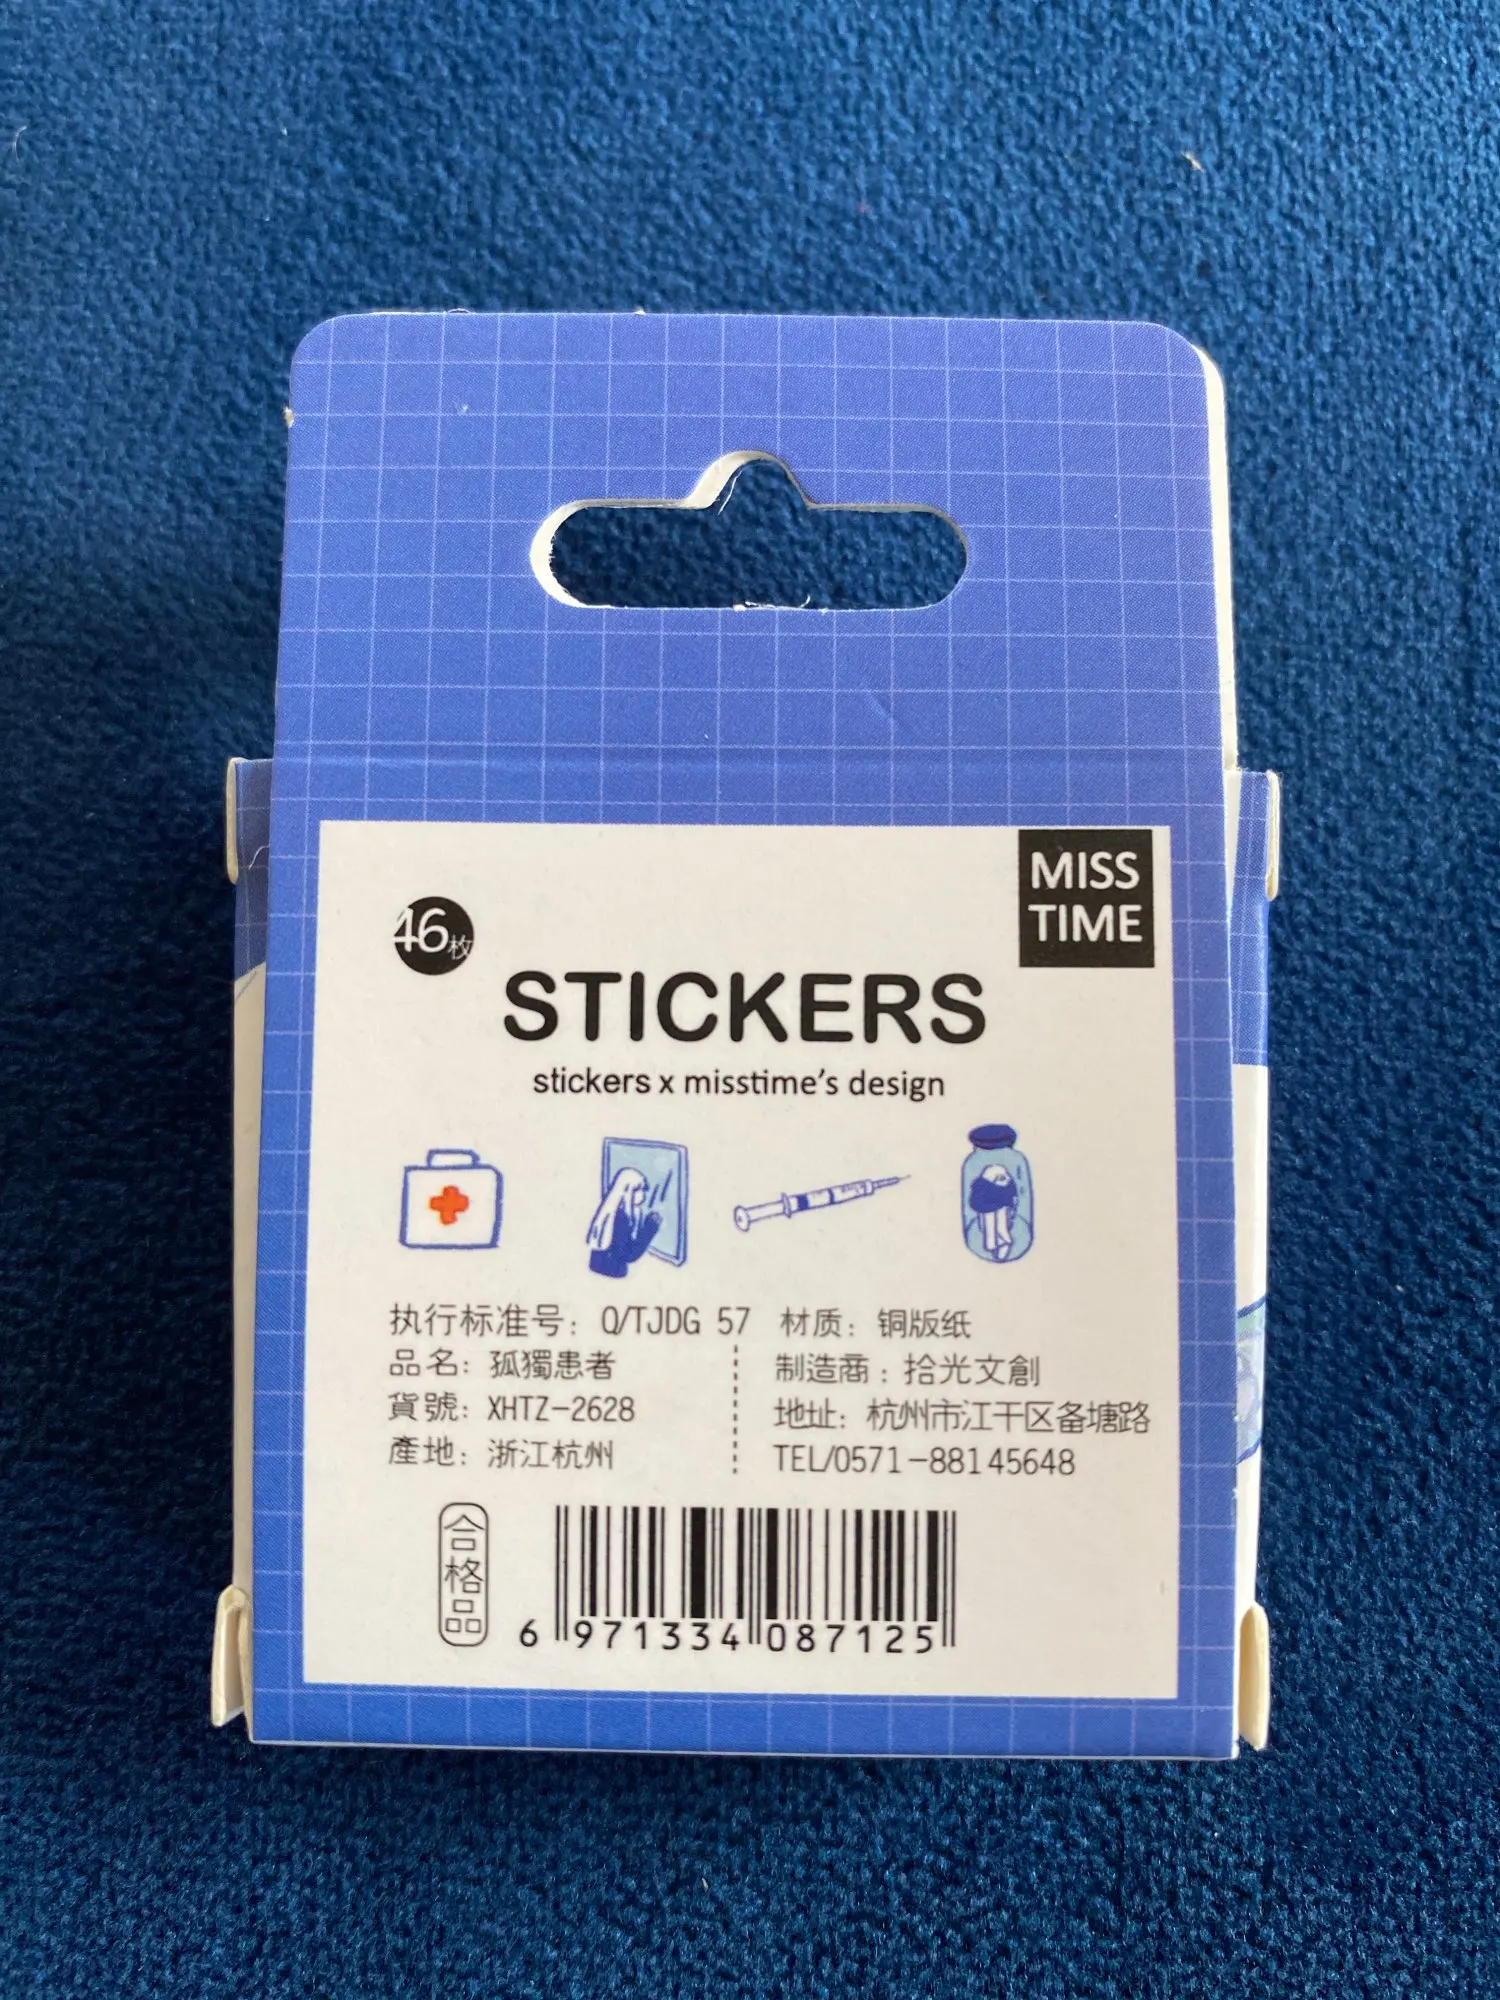 MISS
TIME
46枚
STICKERS
stickers x misstime's design
执行标准号: Q/TJDG 57 材质: 铜版纸
品名: 孤獨患者 制造商: 拾光文創
貨號: XHTZ-2628 地址: 杭州市江干区备塘路
產地: 浙江杭州 TEL/0571-88145648
合格品
6 971334 087125